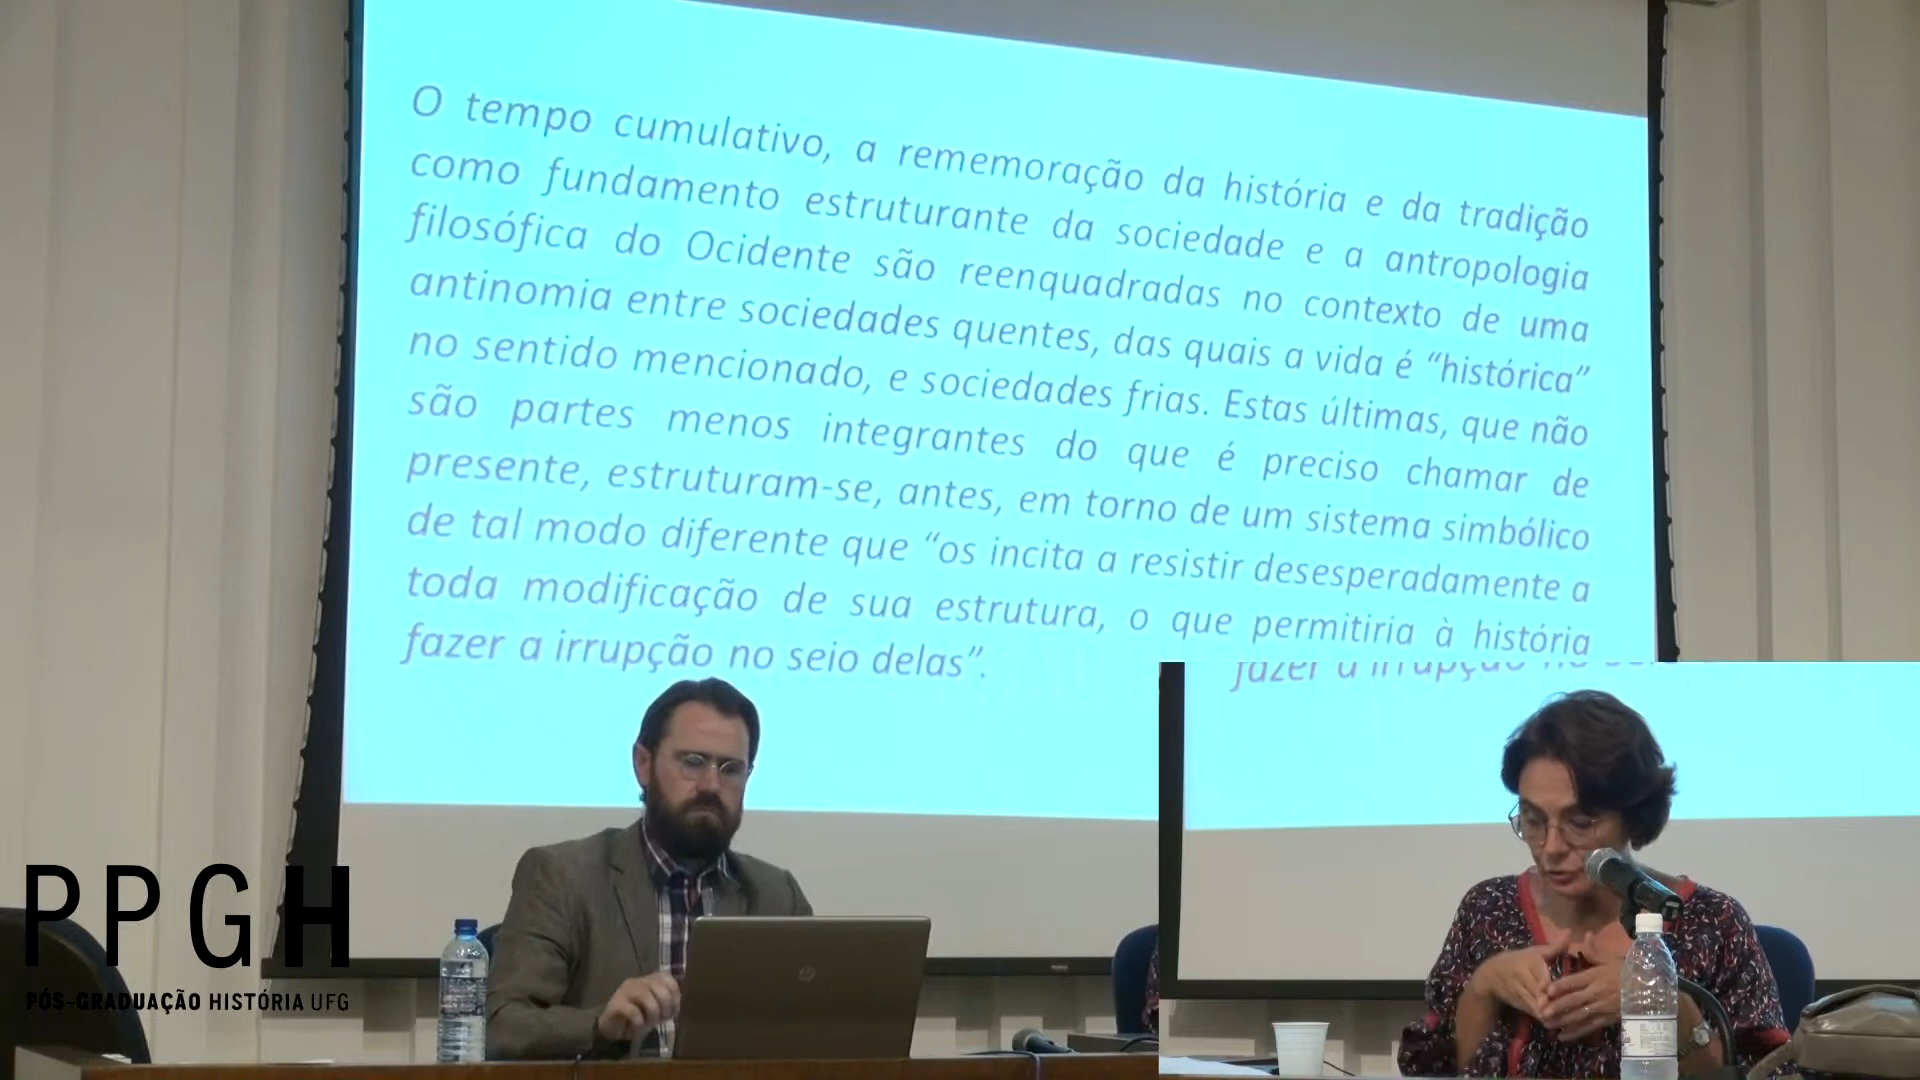 O tempo cumulativo, a rememoração da história e da tradição
como fundamento estruturante da sociedade e a antropologia
filosófica do Ocidente são reenquadradas no contexto de uma
antinomia entre sociedades quentes, das quais a vida é “histórica”
no sentido mencionado, e sociedades frias. Estas últimas, que não
são partes menos integrantes do que é preciso chamar de
presente, estruturam-se, antes, em torno de um sistema simbólico
de tal modo diferente que “os incita a resistir desesperadamente a
toda modificação de sua estrutura, o que permitiria à história
fazer a irrupção no seio delas”.
fazer a irrupção no
PPGH
PÓS-GRADUAÇÃO HISTÓRIA UFG
hp